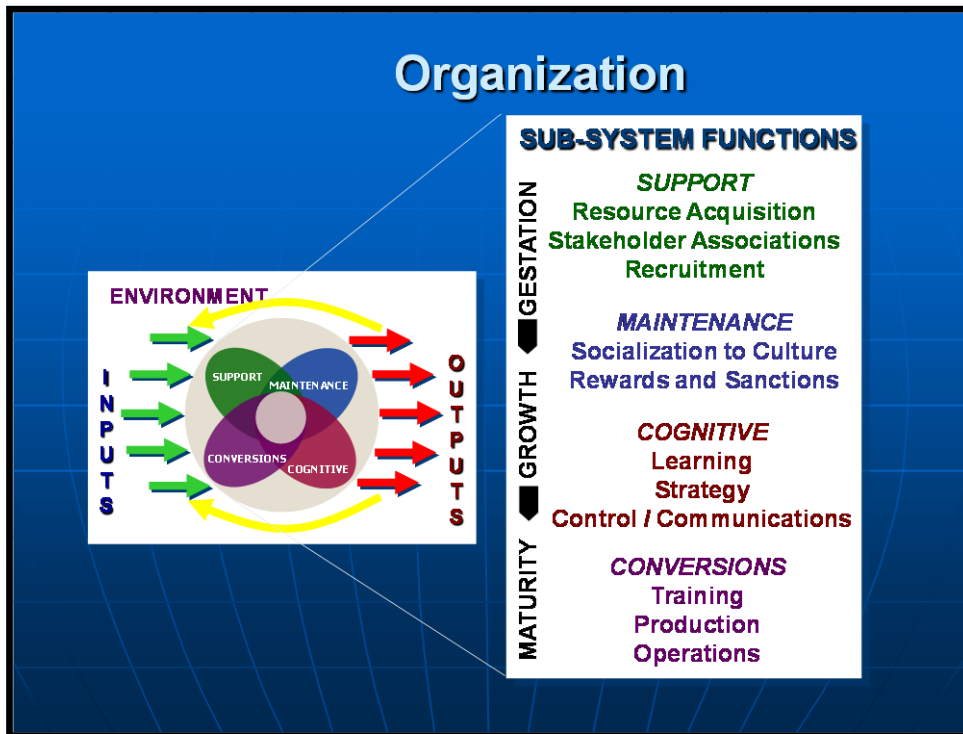 Organization
ENVIRONMENT
INPUTS
SUPPORT
MAINTENANCE
CONVERSIONS
COGNITIVE
OUTPUTS
SUB-SYSTEM FUNCTIONS
GESTATION
GROWTH
MATURITY
SUPPORT
Resource Acquisition
Stakeholder Associations
Recruitment
MAINTENANCE
Socialization to Culture
Rewards and Sanctions
COGNITIVE
Learning
Strategy
Control / Communications
CONVERSIONS
Training
Production
Operations